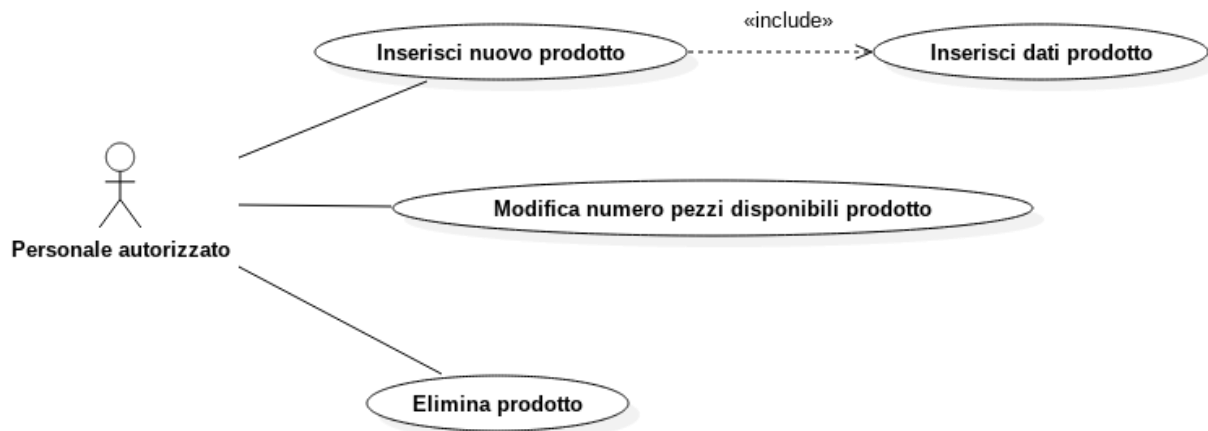 «include»
Inserisci nuovo prodotto
Inserisci dati prodotto
Modifica numero pezzi disponibili prodotto
Personale autorizzato
Elimina prodotto